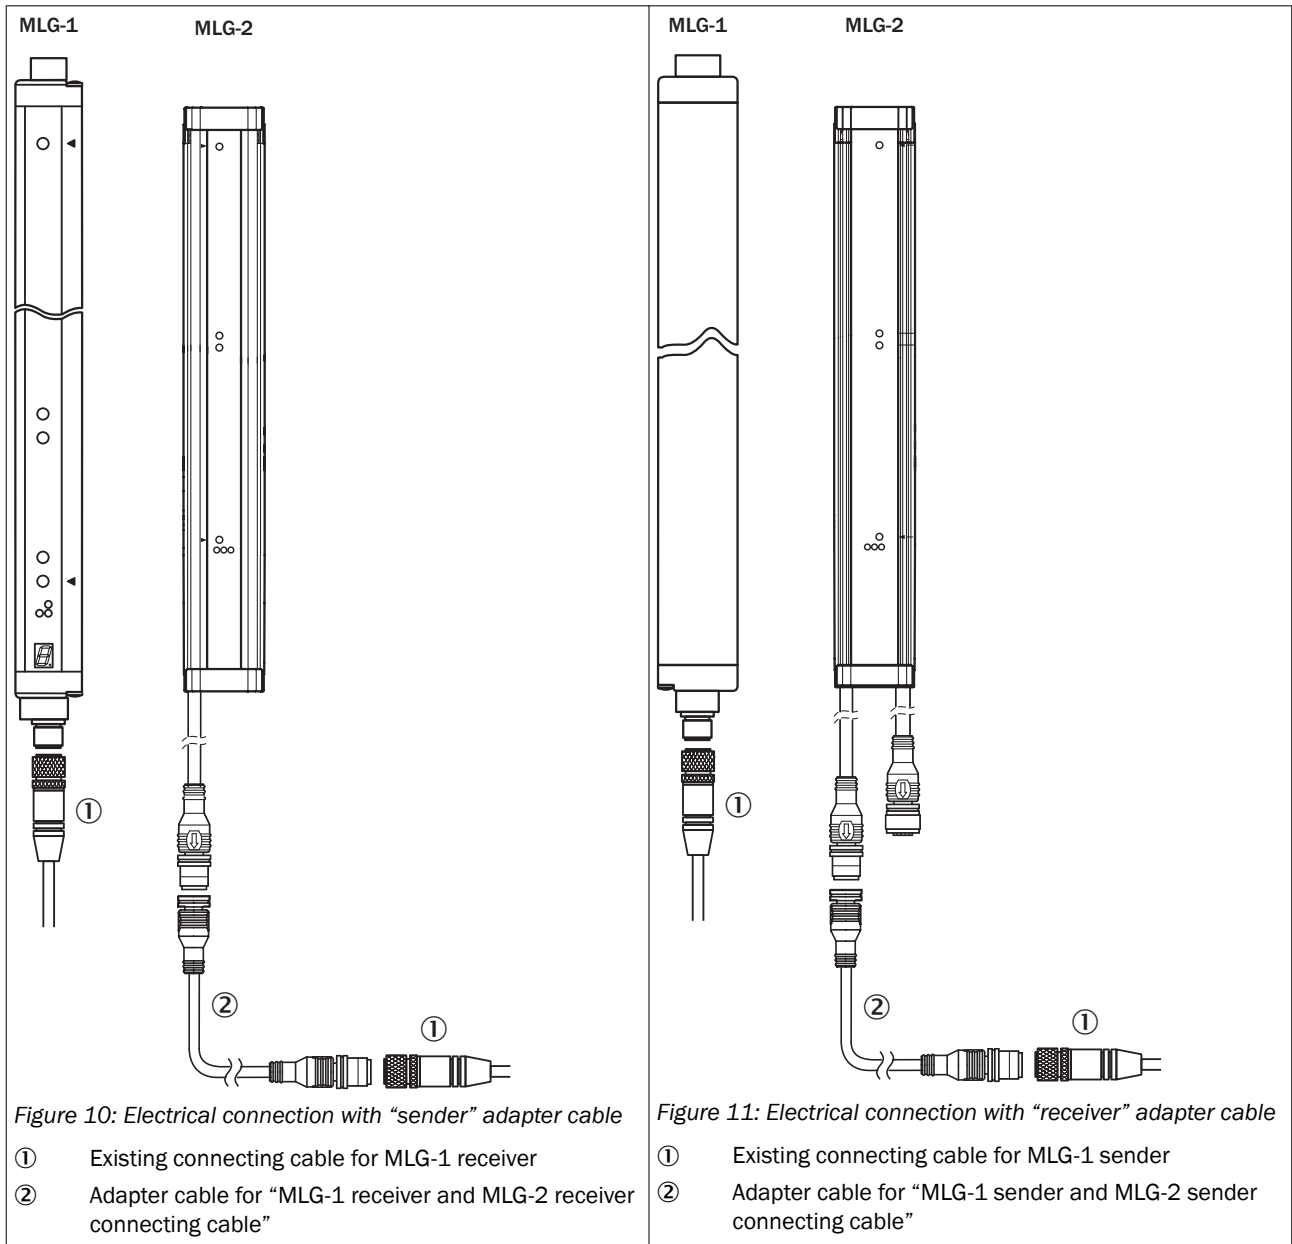 MLG-1
MLG-2
①
②
①
Figure 10: Electrical connection with “sender” adapter cable
① Existing connecting cable for MLG-1 receiver
② Adapter cable for “MLG-1 receiver and MLG-2 receiver
connecting cable”
MLG-1
MLG-2
①
②
①
Figure 11: Electrical connection with “receiver” adapter cable
① Existing connecting cable for MLG-1 sender
② Adapter cable for “MLG-1 sender and MLG-2 sender
connecting cable”